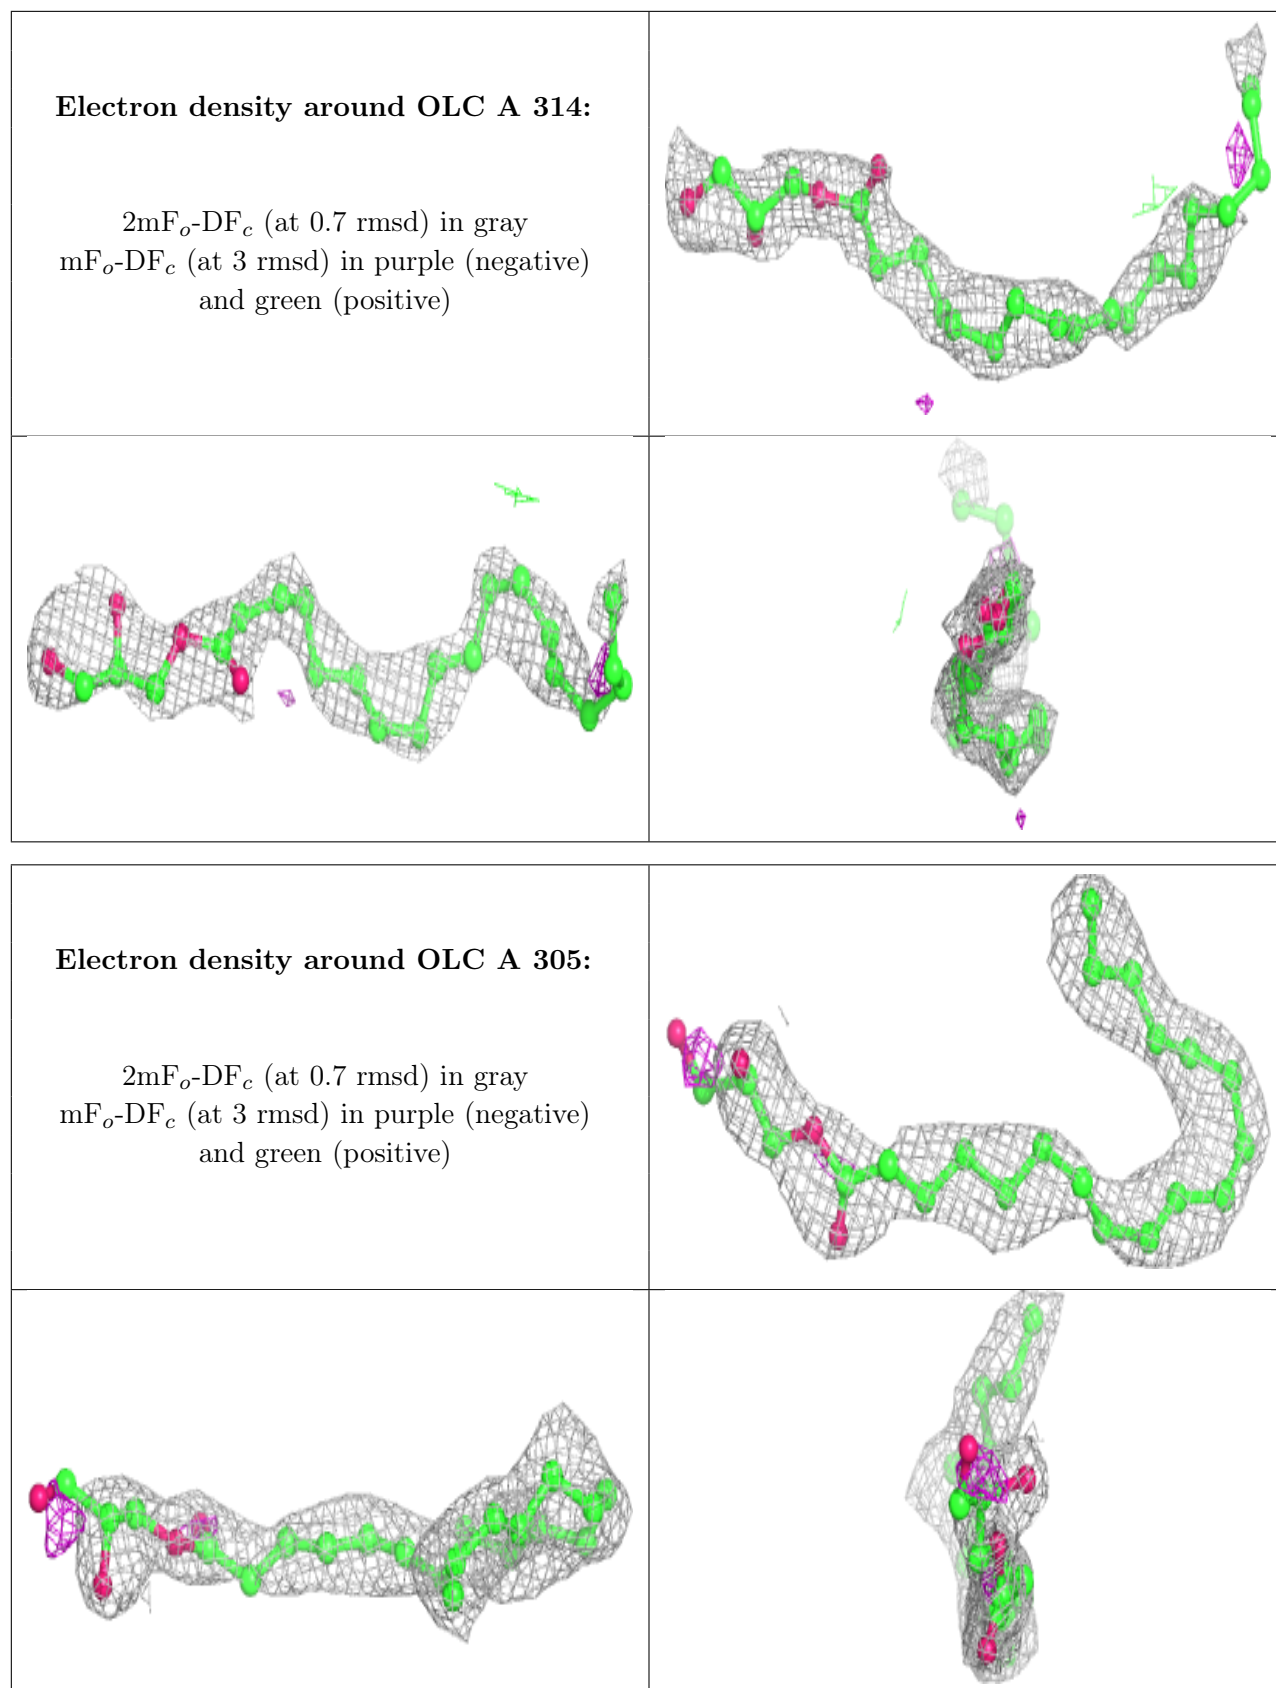 Electron density around OLC A 314:
2mFo-DFc (at 0.7 rmsd) in gray
mFo-DFc (at 3 rmsd) in purple (negative)
and green (positive)
Electron density around OLC A 305:
2mFo-DFc (at 0.7 rmsd) in gray
mFo-DFc (at 3 rmsd) in purple (negative)
and green (positive)